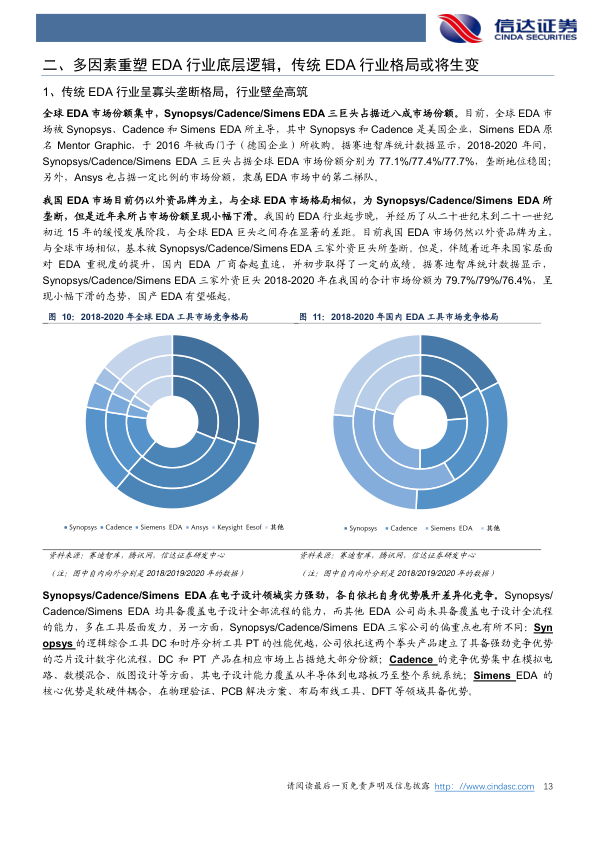 信达证券
CINDA SECURITIES
二、多因素重塑 EDA 行业底层逻辑，传统 EDA 行业格局或将生变
1、传统 EDA 行业呈寡头垄断格局，行业壁垒高筑
全球 EDA 市场份额集中，Synopsys/Cadence/Simens EDA 三巨头占据近八成市场份额。目前，全球 EDA 市
场被 Synopsys、Cadence 和 Simens EDA 所主导，其中 Synopsys 和 Cadence 是美国企业，Simens EDA 原
名 Mentor Graphic，于 2016 年被西门子（德国企业）所收购。据赛迪智库统计数据显示，2018-2020 年间，
Synopsys/Cadence/Simens EDA 三巨头占据全球 EDA 市场份额分别为 77.1%/77.4%/77.7%，垄断地位稳固；
另外，Ansys 也占据一定比例的市场份额，隶属 EDA 市场中的第二梯队。
我国 EDA 市场目前仍以外资品牌为主，与全球 EDA 市场格局相似，为 Synopsys/Cadence/Simens EDA 所
垄断，但是近年来所占市场份额呈现小幅下滑。我国的 EDA 行业起步晚，并经历了从二十世纪末到二十一世纪
初近 15 年的缓慢发展阶段，与全球 EDA 巨头之间存在显著的差距。目前我国 EDA 市场仍然以外资品牌为主，
与全球市场相似，基本被 Synopsys/Cadence/Simens EDA 三家外资巨头所垄断。但是，伴随着近年来国家层面
对 EDA 重视度的提升，国内 EDA 厂商奋起直追，并初步取得了一定的成绩。据赛迪智库统计数据显示，
Synopsys/Cadence/Simens EDA 三家外资巨头 2018-2020 年在我国的合计市场份额为 79.7%/79%/76.4%，呈
现小幅下滑的态势，国产 EDA 有望崛起。
图 10：2018-2020 年全球 EDA 工具市场竞争格局
图 11：2018-2020 年国内 EDA 工具市场竞争格局
Synopsys Cadence Siemens EDA Ansys Keysight Eesof 其他
Synopsys Cadence Siemens EDA 其他
资料来源：赛迪智库，腾讯网，信达证券研发中心
资料来源：赛迪智库，腾讯网，信达证券研发中心
（注：图中自内向外分别是 2018/2019/2020 年的数据）
（注：图中自内向外分别是 2018/2019/2020 年的数据）
Synopsys/Cadence/Simens EDA 在电子设计领域实力强劲，各自依托自身优势展开差异化竞争。Synopsys/
Cadence/Simens EDA 均具备覆盖电子设计全部流程的能力，而其他 EDA 公司尚未具备覆盖电子设计全流程
的能力，多在工具层面发力。另一方面，Synopsys/Cadence/Simens EDA 三家公司的偏重点也有所不同：Syn
opsys 的逻辑综合工具 DC 和时序分析工具 PT 的性能优越，公司依托这两个拳头产品建立了具备强劲竞争优势
的芯片设计数字化流程，DC 和 PT 产品在相应市场上占据绝大部分份额；Cadence 的竞争优势集中在模拟电
路、数模混合、版图设计等方面，其电子设计能力覆盖从半导体到电路板乃至整个系统系统；Simens EDA 的
核心优势是软硬件耦合，在物理验证、PCB 解决方案、布局布线工具、DFT 等领域具备优势。
请阅读最后一页免责声明及信息披露 http：//www.cindasc.com 13